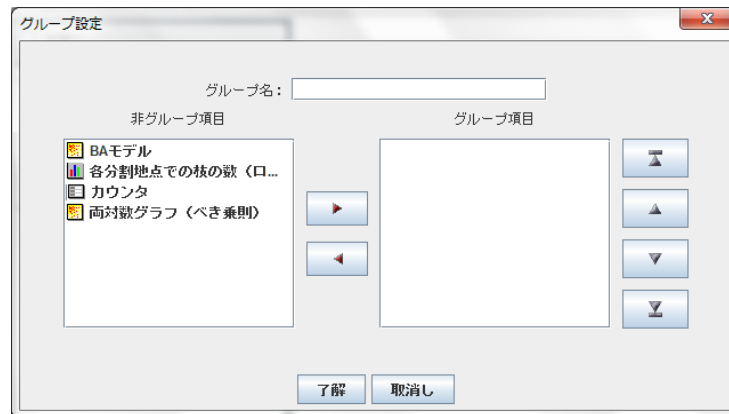 グループ設定
グループ名:
非グループ項目
グループ項目
BAモデル
各分割地点での枝の数（ロ...
カウンタ
両対数グラフ（べき乗則）
了解
取消し